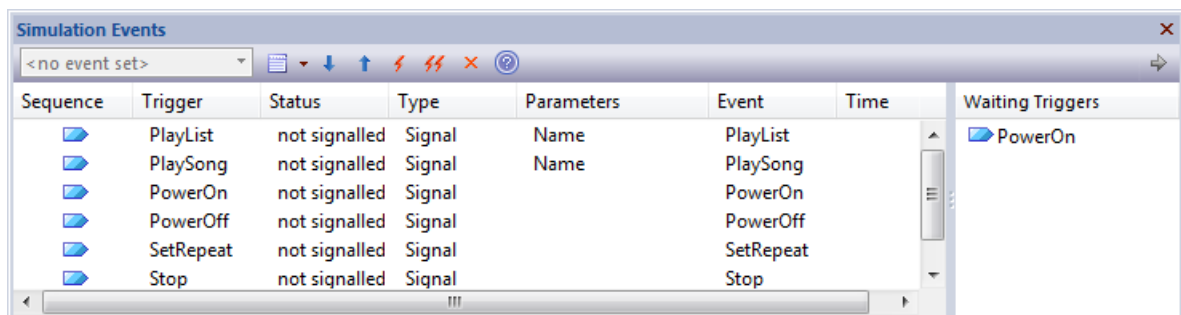 Simulation Events
<no event set>
Sequence Trigger Status Type Parameters Event Time Waiting Triggers
PlayList not signalled Signal Name PlayList PowerOn
PlaySong not signalled Signal Name PlaySong
PowerOn not signalled Signal PowerOn
PowerOff not signalled Signal PowerOff
SetRepeat not signalled Signal SetRepeat
Stop not signalled Signal Stop